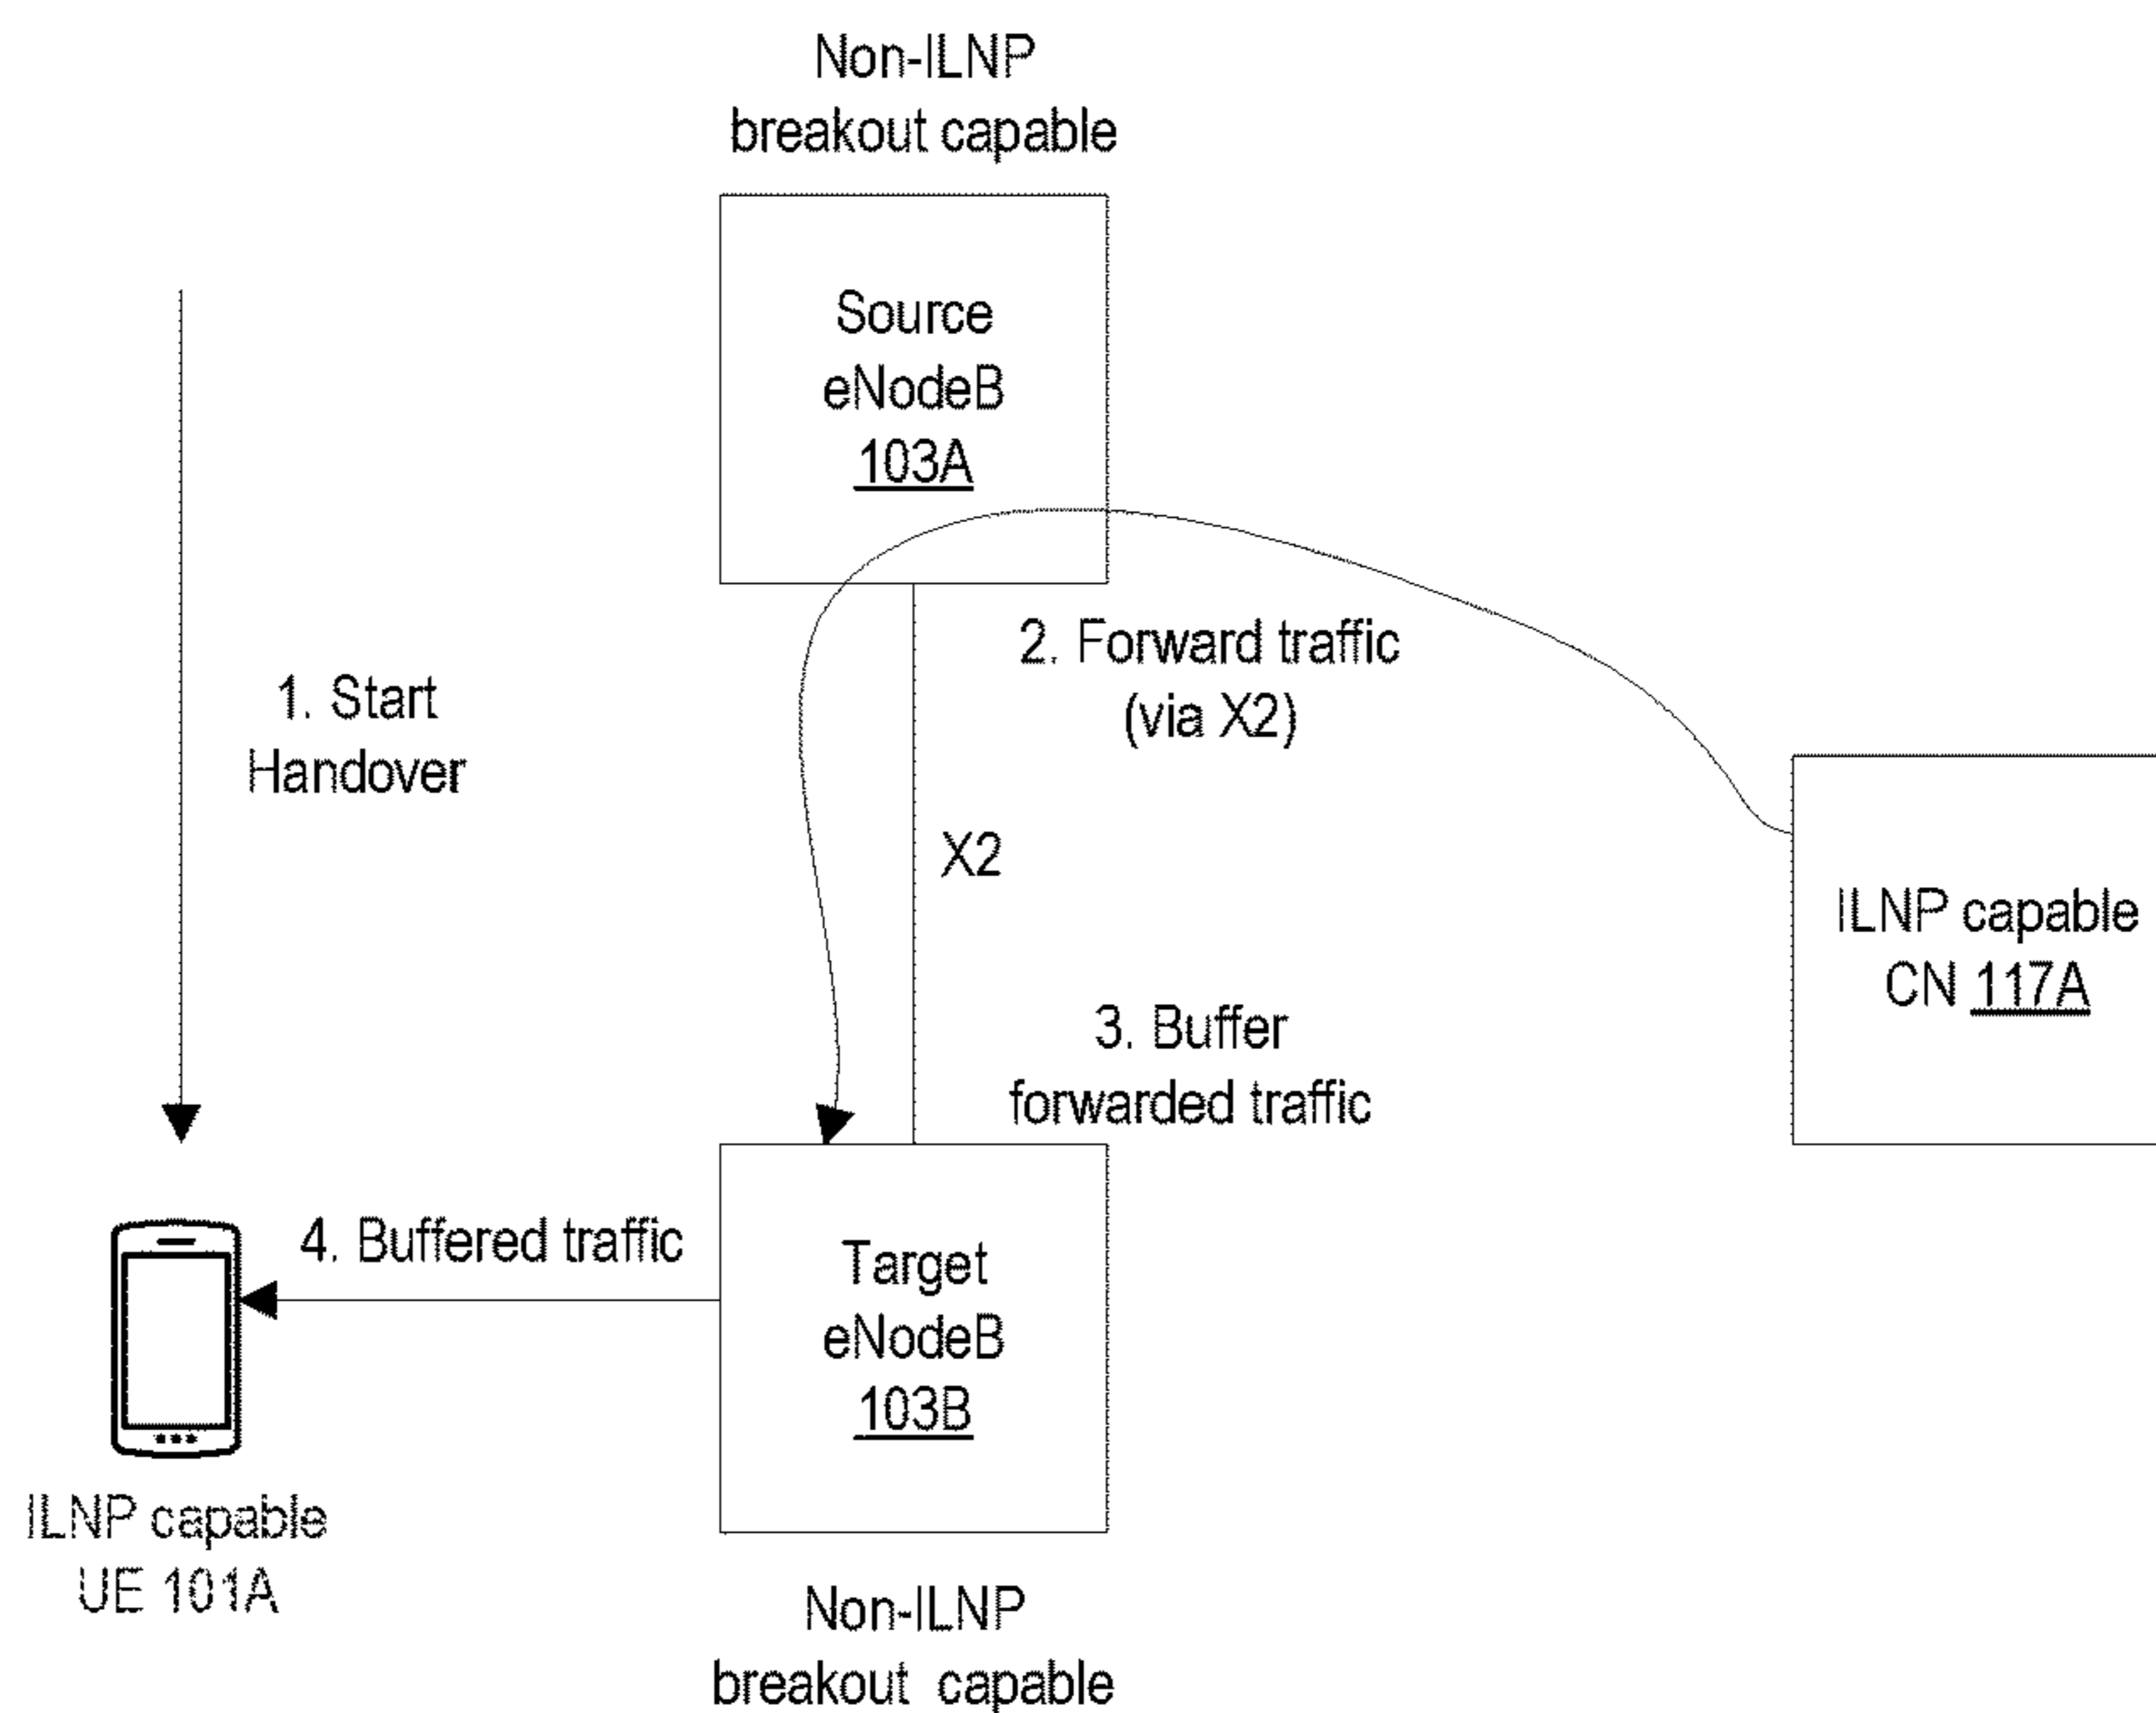 Non-ILNP
breakout capable
Source
eNodeB
103A
1. Start
Handover
2. Forward traffic
(via X2)
X2
ILNP capable
CN 117A
3. Buffer
forwarded traffic
4. Buffered traffic
Target
eNodeB
103B
ILNP capable
UE 101A
Non-ILNP
breakout capable